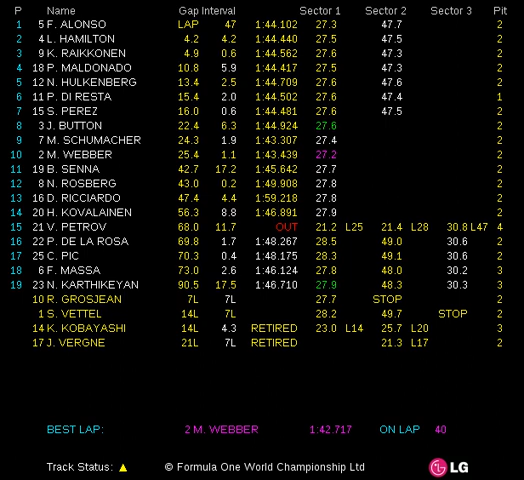 P Name Gap Interval Sector 1 Sector 2 Sector 3 Pit
1 5 F. ALONSO LAP 47 1:44.102 27.3 47.7 2
2 4 L. HAMILTON 4.2 4.2 1:44.440 27.5 47.5 2
3 9 K. RAIKKONEN 4.9 0.6 1:44.562 27.6 47.3 2
4 18 P. MALDONADO 10.8 5.9 1:44.417 27.5 47.3 2
5 12 N. HULKENBERG 13.4 2.5 1:44.709 27.6 47.6 2
6 11 P. DI RESTA 15.4 2.0 1:44.502 27.6 47.4 1
7 15 S. PEREZ 16.0 0.6 1:44.481 27.6 47.5 2
8 3 J. BUTTON 22.4 6.3 1:44.924 27.6 2
9 7 M. SCHUMACHER 24.3 1.9 1:43.307 27.4 2
10 2 M. WEBBER 25.4 1.1 1:43.439 27.2 2
11 19 B. SENNA 42.7 17.2 1:45.642 27.7 2
12 8 N. ROSBERG 43.0 0.2 1:49.908 27.8 2
13 16 D. RICCIARDO 47.4 4.4 1:59.218 27.8 2
14 20 H. KOVALAINEN 56.3 8.8 1:46.891 27.9 2
15 21 V. PETROV 68.0 11.7 OUT 21.2 L25 21.4 L28 30.8 L47 4
16 22 P. DE LA ROSA 69.8 1.7 1:48.267 28.5 49.0 30.6 2
17 25 C. PIC 70.3 0.4 1:48.175 28.3 49.1 30.6 2
18 6 F. MASSA 73.0 2.6 1:46.124 27.8 48.0 30.2 3
19 23 N. KARTHIKEYAN 90.5 17.5 1:46.710 27.9 48.3 30.3 3
10 R. GROSJEAN 7L 7L 27.7 STOP 2
1 S. VETTEL 14L 7L 28.2 49.7 STOP 2
14 K. KOBAYASHI 14L 4.3 RETIRED 23.0 L14 25.7 L20 3
17 J. VERGNE 21L 7L RETIRED 21.3 L17 2
BEST LAP: 2 M. WEBBER 1:42.717 ON LAP 40
Track Status: © Formula One World Championship Ltd LG